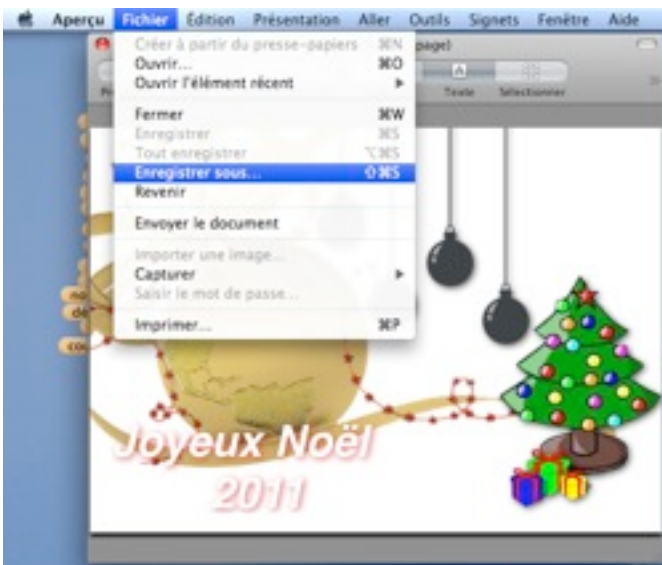 Aperçu Fichier Édition Présentation Aller Outils Signets Fenêtre Aide
page)
Créer à partir du presse-papiers ⌘N
Ouvrir... ⌘O
Ouvrir l'élément récent
Texte Sélectionner
Fermer ⌘W
Enregistrer ⌘S
Tout enregistrer ⌥⌘S
Enregistrer sous... ⇧⌘S
Revenir
Envoyer le document
Importer une image...
Capturer
Saisir le mot de passe...
Imprimer... ⌘P
Joyeux Noël
2011